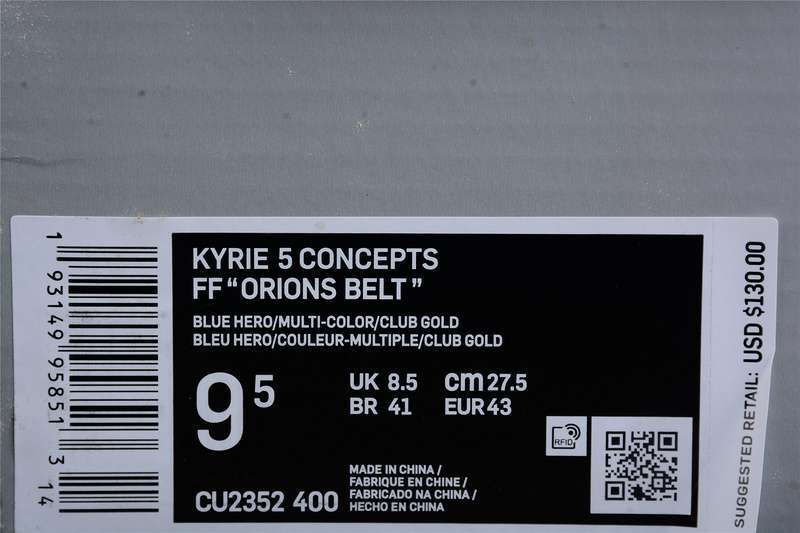 1
93149
95851
3
14
KYRIE 5 CONCEPTS
FF “ORIONS BELT”
BLUE HERO/MULTI-COLOR/CLUB GOLD
BLEU HERO/COULEUR-MULTIPLE/CLUB GOLD
9 5
UK 8.5 cm 27.5
BR 41 EUR 43
RFID
MADE IN CHINA /
FABRIQUE EN CHINE /
FABRICADO NA CHINA /
HECHO EN CHINA
CU2352 400
SUGGESTED RETAIL: USD $130.00